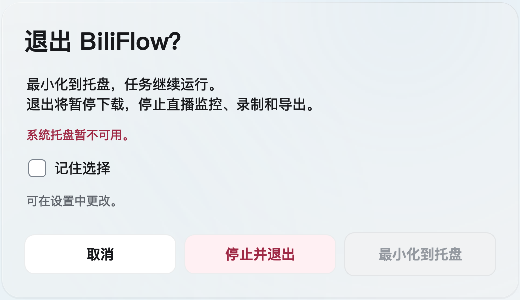 退出 BiliFlow?
最小化到托盘，任务继续运行。
退出将暂停下载，停止直播监控、录制和导出。
系统托盘暂不可用。
记住选择
可在设置中更改。
取消
停止并退出
最小化到托盘